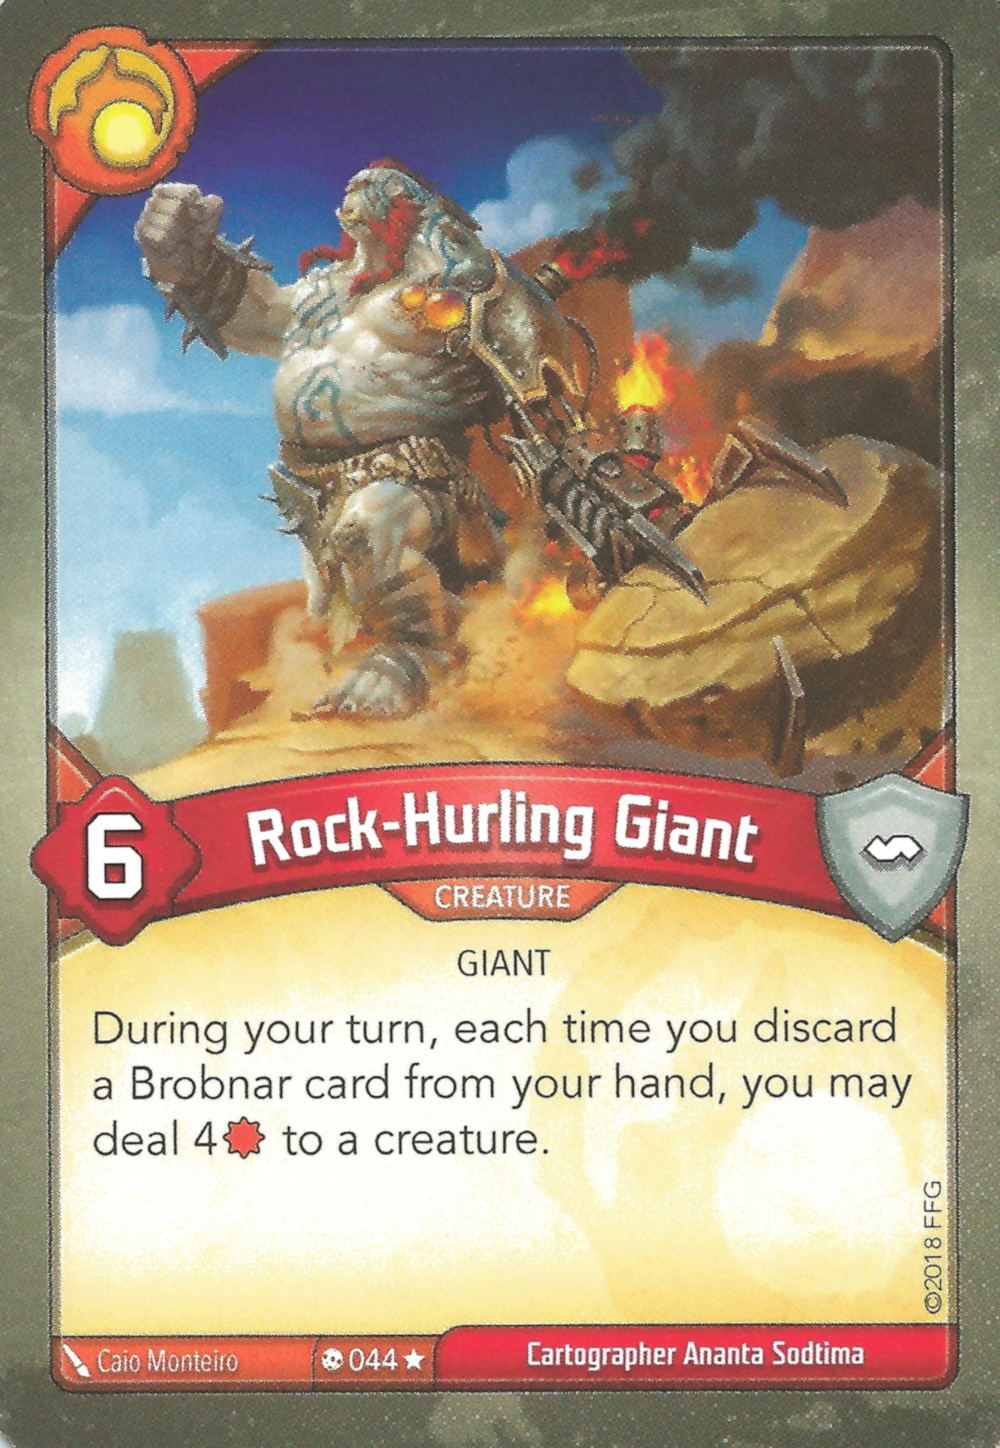 6
Rock-Hurling Giant
CREATURE
GIANT
During your turn, each time you discard
a Brobnar card from your hand, you may
deal 4 to a creature.
©2018 FFG
Caio Monteiro
044
Cartographer Ananta Sodtima